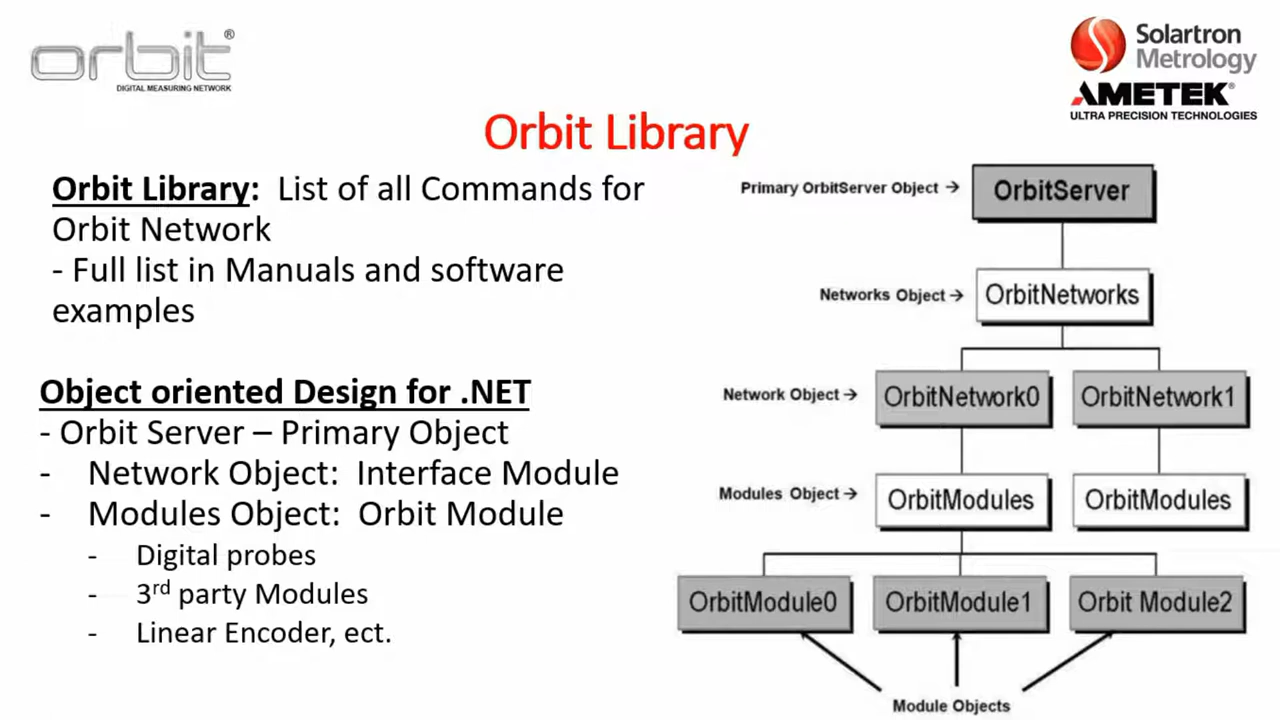 orbit®
DIGITAL MEASURING NETWORK
Solartron
Metrology
AMETEK®
ULTRA PRECISION TECHNOLOGIES
Orbit Library
Orbit Library: List of all Commands for
Orbit Network
- Full list in Manuals and software
examples
Object oriented Design for .NET
- Orbit Server – Primary Object
- Network Object: Interface Module
- Modules Object: Orbit Module
- Digital probes
- 3rd party Modules
- Linear Encoder, ect.
Primary OrbitServer Object → OrbitServer
Networks Object → OrbitNetworks
Network Object → OrbitNetwork0 OrbitNetwork1
Modules Object → OrbitModules OrbitModules
OrbitModule0 OrbitModule1 Orbit Module2
Module Objects